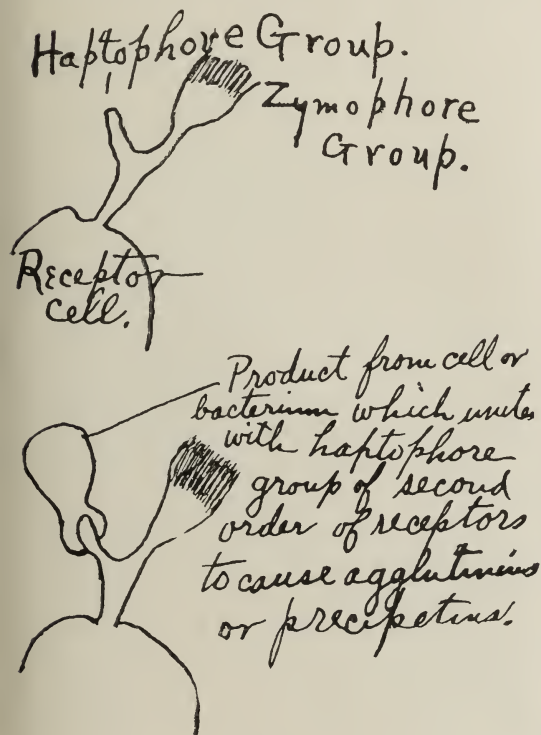 Haptophore Group.
Zymophore
Group.
Receptor
cell.
Product from cell or
bacterium which unites
with haptophore
group of second
order of receptors
to cause agglutinins
or precipetins.